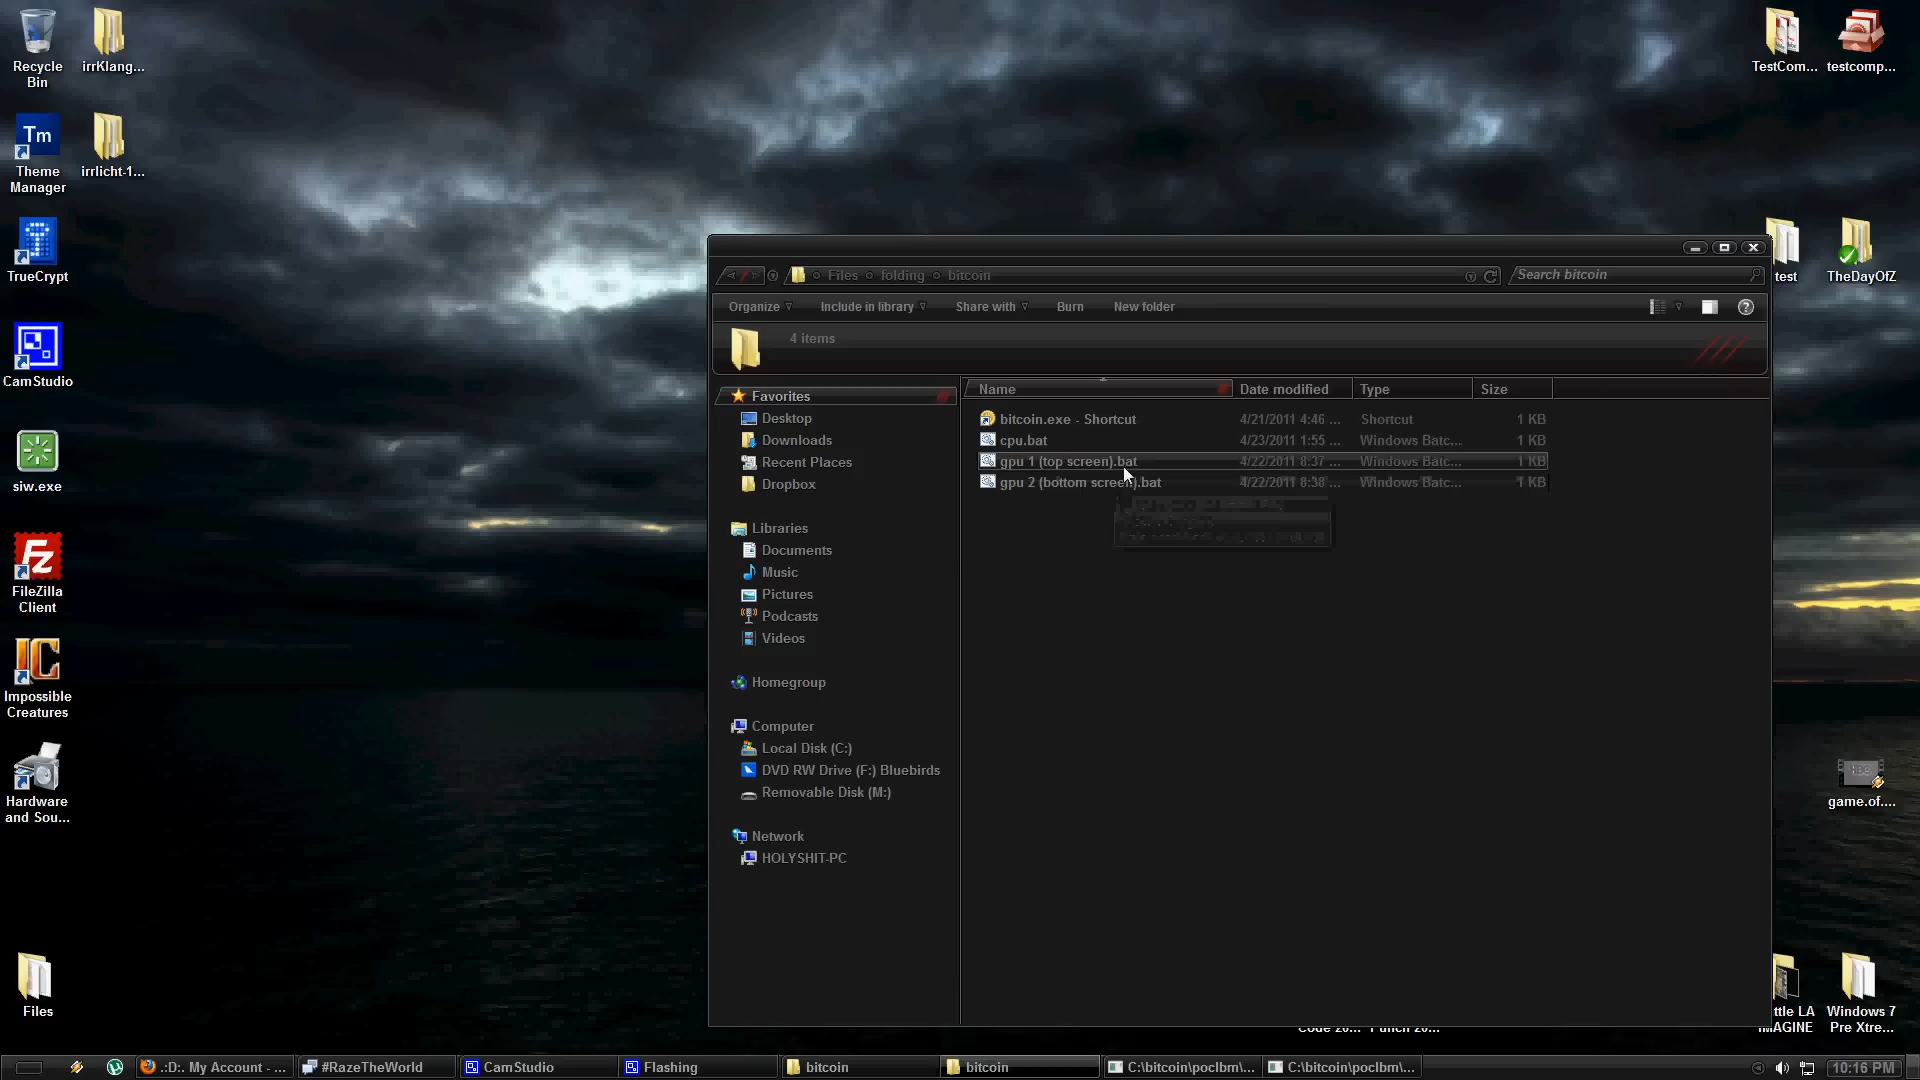 Recycle
Bin
irrKlang...
TestCom...
testcomp...
Theme
Manager
Tm
irrlicht-1...
TrueCrypt
test
TheDayOfZ
CamStudio
siw.exe
FileZilla
Client
Fz
Impossible
Creatures
IC
Hardware
and Sou...
game.of....
Files
ttle LA
IMAGINE
Windows 7
Pre Xtre...
Files folding bitcoin
Search bitcoin
Organize Include in library Share with Burn New folder
4 items
Favorites
Desktop
Downloads
Recent Places
Dropbox
Libraries
Documents
Music
Pictures
Podcasts
Videos
Homegroup
Computer
Local Disk (C:)
DVD RW Drive (F:) Bluebirds
Removable Disk (M:)
Network
HOLYSHIT-PC
Name Date modified Type Size
bitcoin.exe - Shortcut 4/21/2011 4:46 ... Shortcut 1 KB
cpu.bat 4/23/2011 1:55 ... Windows Batc... 1 KB
gpu 1 (top screen).bat 4/22/2011 8:37 ... Windows Batc... 1 KB
gpu 2 (bottom screen).bat 4/22/2011 8:38 ... Windows Batc... 1 KB
.:D:. My Account - ... #RazeTheWorld CamStudio Flashing bitcoin bitcoin C:\bitcoin\poclbm\... C:\bitcoin\poclbm\... 10:16 PM